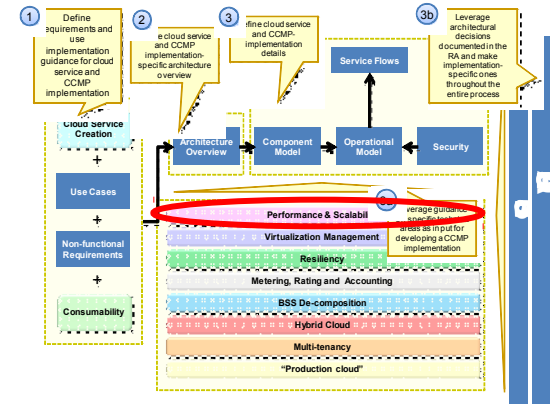 1
Define
equirements and
use
implementation
guidance for cloud
service and
CCMP
implementation
2
e cloud service
and CCMP
implementation-
specific architecture
overview
3
fine cloud service
and CCMP-
implementation
details
3b
Leverage
architectural
decisions
documented in the
RA and make
implementation-
specific ones
throughout the
entire process
Service Flows
Cloud Service
Creation
+
Use Cases
+
Non-functional
Requirements
+
Consumability
Architecture
Overview
Component
Model
Operational
Model
Security
everage guidance
specific
areas as input for
developing a CCMP
implementation
Performance & Scalabil
Virtualization Management
Resiliency
Metering, Rating and Accounting
BSS De-composition
Hybrid Cloud
Multi-tenancy
“Production cloud”